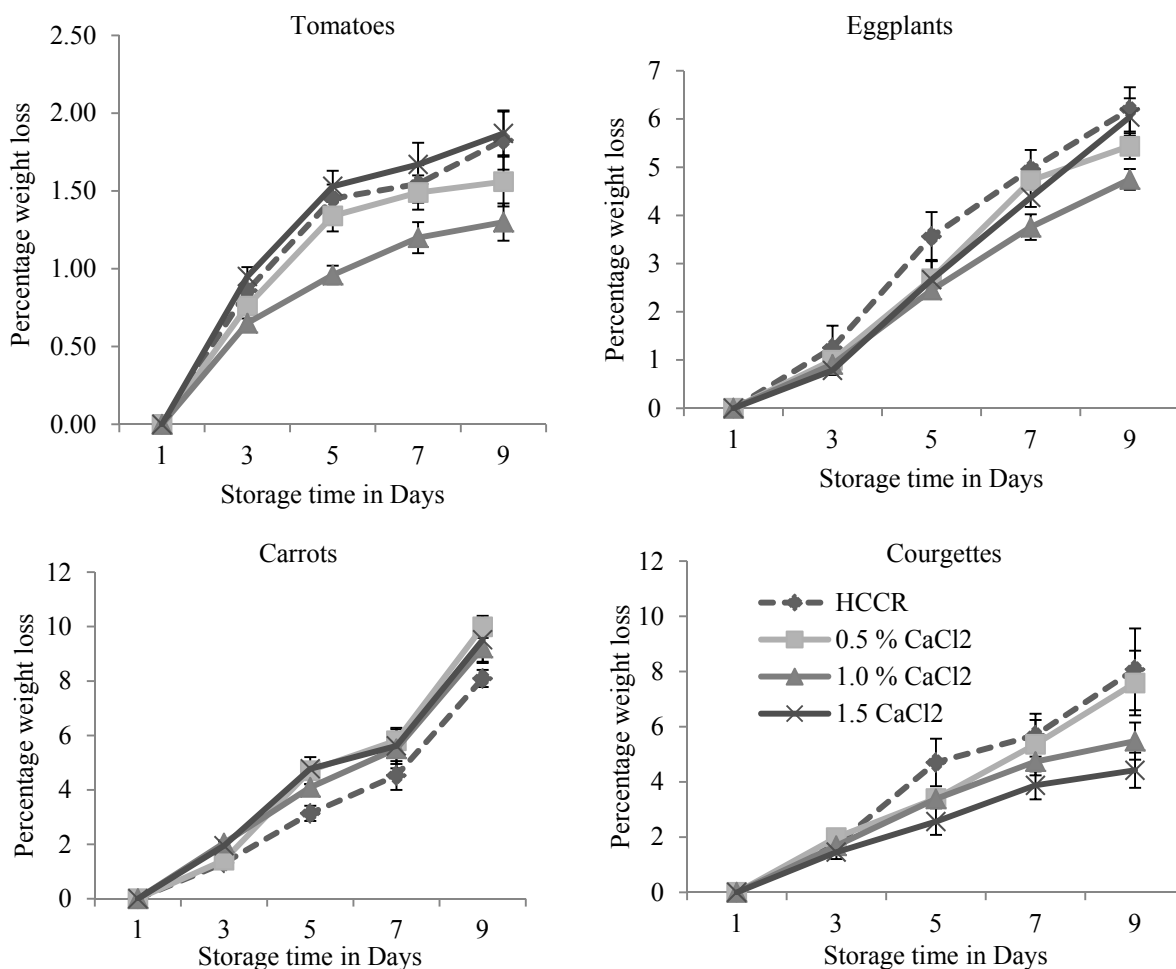 Tomatoes
Percentage weight loss
2.50
2.00
1.50
1.00
0.50
0.00
1 3 5 7 9
Storage time in Days
Eggplants
Percentage weight loss
7
6
5
4
3
2
1
0
1 3 5 7 9
Storage time in Days
Carrots
Percentage weight loss
12
10
8
6
4
2
0
1 3 5 7 9
Storage time in Days
Courgettes
Percentage weight loss
12
10
8
6
4
2
0
HCCR
0.5 % CaCl2
1.0 % CaCl2
1.5 CaCl2
1 3 5 7 9
Storage time in Days